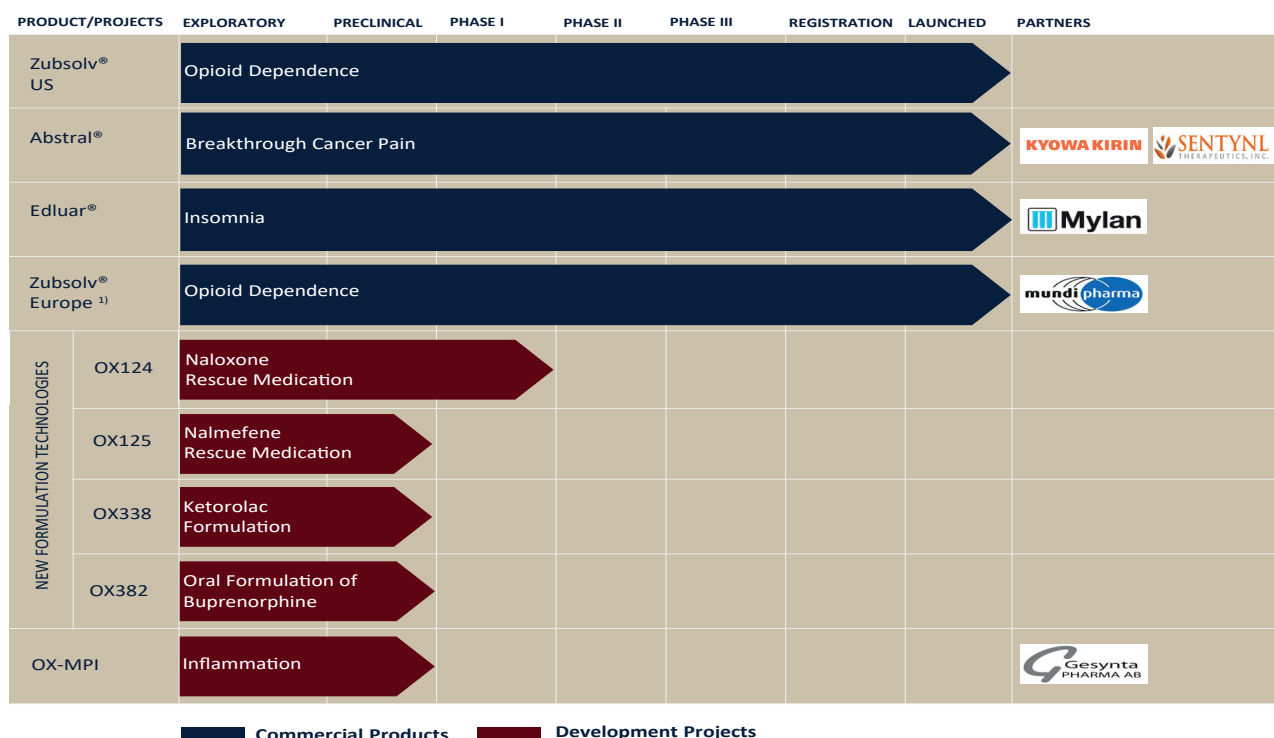 PRODUCT/PROJECTS EXPLORATORY PRECLINICAL PHASE I PHASE II PHASE III REGISTRATION LAUNCHED PARTNERS
Zubsolv®
US
Opioid Dependence
Abstral®
Breakthrough Cancer Pain
KYOWA KIRIN
SENTYNL
THERAPEUTICS, INC.
Edluar®
Insomnia
Mylan
Zubsolv®
Europe ¹⁾
Opioid Dependence
mundipharma
NEW FORMULATION TECHNOLOGIES
OX124
Naloxone
Rescue Medication
OX125
Nalmefene
Rescue Medication
OX338
Ketorolac
Formulation
OX382
Oral Formulation of
Buprenorphine
OX-MPI
Inflammation
Gesynta
PHARMA AB
Commercial Products Development Projects